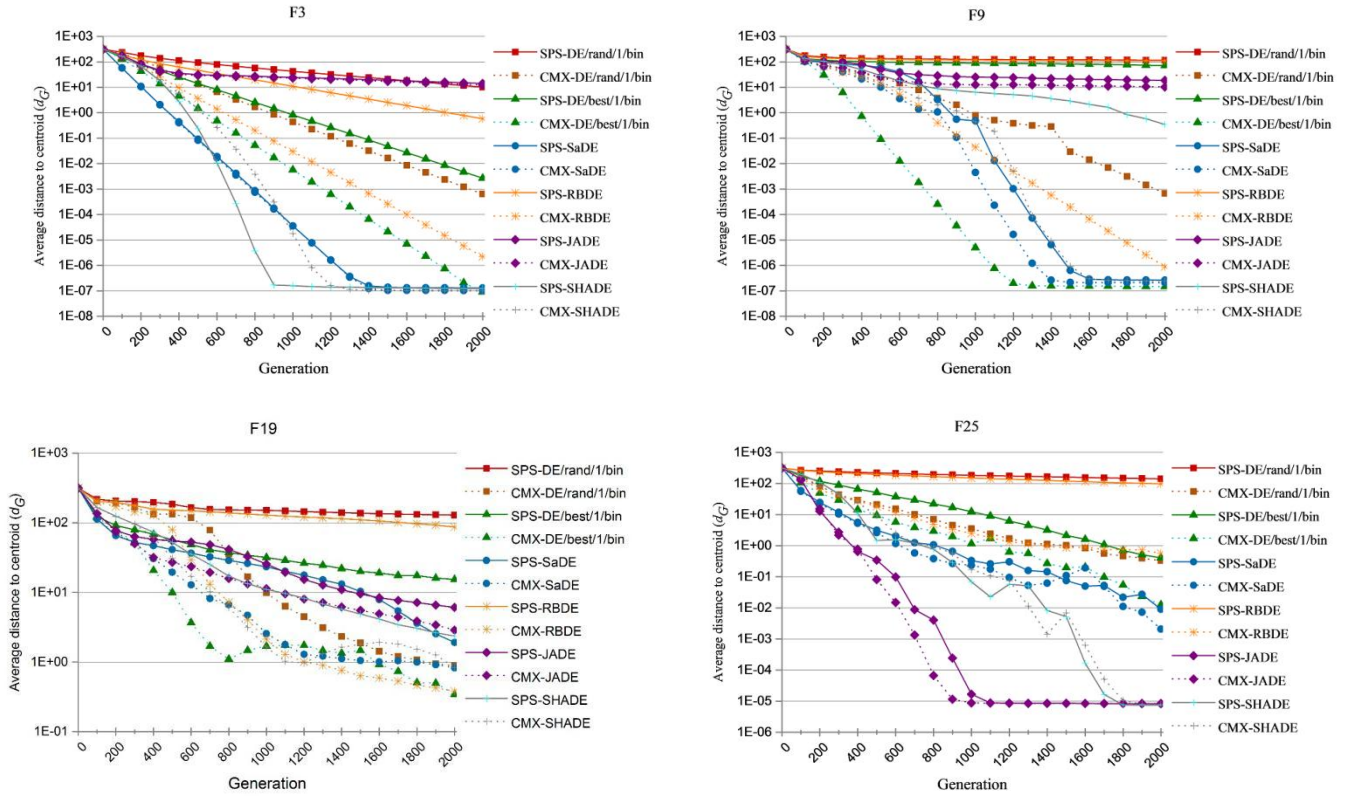 F3
Average distance to centroid (dG)
1E+03
1E+02
1E+01
1E+00
1E-01
1E-02
1E-03
1E-04
1E-05
1E-06
1E-07
1E-08
0 200 400 600 800 1000 1200 1400 1600 1800 2000
Generation
SPS-DE/rand/1/bin
CMX-DE/rand/1/bin
SPS-DE/best/1/bin
CMX-DE/best/1/bin
SPS-SaDE
CMX-SaDE
SPS-RBDE
CMX-RBDE
SPS-JADE
CMX-JADE
SPS-SHADE
CMX-SHADE
F9
Average distance to centroid (dG)
1E+03
1E+02
1E+01
1E+00
1E-01
1E-02
1E-03
1E-04
1E-05
1E-06
1E-07
1E-08
0 200 400 600 800 1000 1200 1400 1600 1800 2000
Generation
SPS-DE/rand/1/bin
CMX-DE/rand/1/bin
SPS-DE/best/1/bin
CMX-DE/best/1/bin
SPS-SaDE
CMX-SaDE
SPS-RBDE
CMX-RBDE
SPS-JADE
CMX-JADE
SPS-SHADE
CMX-SHADE
F19
Average distance to centroid (dG)
1E+03
1E+02
1E+01
1E+00
1E-01
0 200 400 600 800 1000 1200 1400 1600 1800 2000
Generation
SPS-DE/rand/1/bin
CMX-DE/rand/1/bin
SPS-DE/best/1/bin
CMX-DE/best/1/bin
SPS-SaDE
CMX-SaDE
SPS-RBDE
CMX-RBDE
SPS-JADE
CMX-JADE
SPS-SHADE
CMX-SHADE
F25
Average distance to centroid (dG)
1E+03
1E+02
1E+01
1E+00
1E-01
1E-02
1E-03
1E-04
1E-05
1E-06
0 200 400 600 800 1000 1200 1400 1600 1800 2000
Generation
SPS-DE/rand/1/bin
CMX-DE/rand/1/bin
SPS-DE/best/1/bin
CMX-DE/best/1/bin
SPS-SaDE
CMX-SaDE
SPS-RBDE
CMX-RBDE
SPS-JADE
CMX-JADE
SPS-SHADE
CMX-SHADE